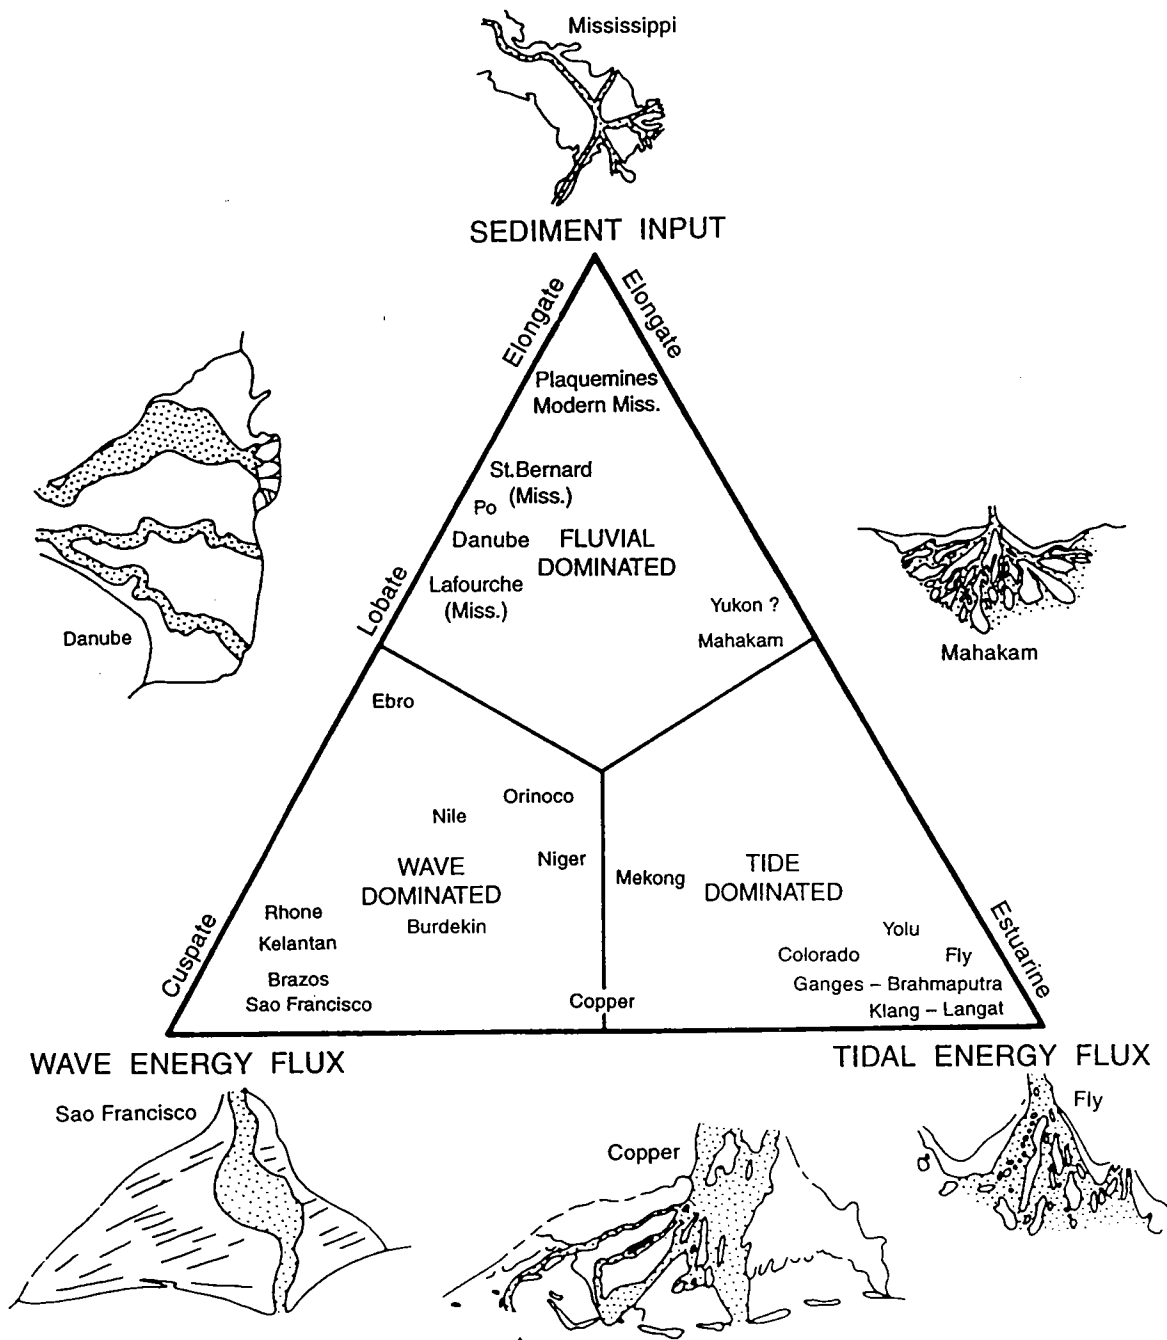 Mississippi
SEDIMENT INPUT
Elongate
Elongate
Plaquemines
Modern Miss.
St.Bernard
(Miss.)
Po
Danube
FLUVIAL
DOMINATED
Lafourche
(Miss.)
Lobate
Yukon ?
Mahakam
Danube
Mahakam
Ebro
Orinoco
Nile
Niger
WAVE
DOMINATED
Mekong
TIDE
DOMINATED
Rhone
Kelantan
Burdekin
Cuspate
Brazos
Sao Francisco
Copper
Yolu
Colorado
Fly
Ganges – Brahmaputra
Klang – Langat
Estuarine
WAVE ENERGY FLUX
TIDAL ENERGY FLUX
Sao Francisco
Copper
Fly